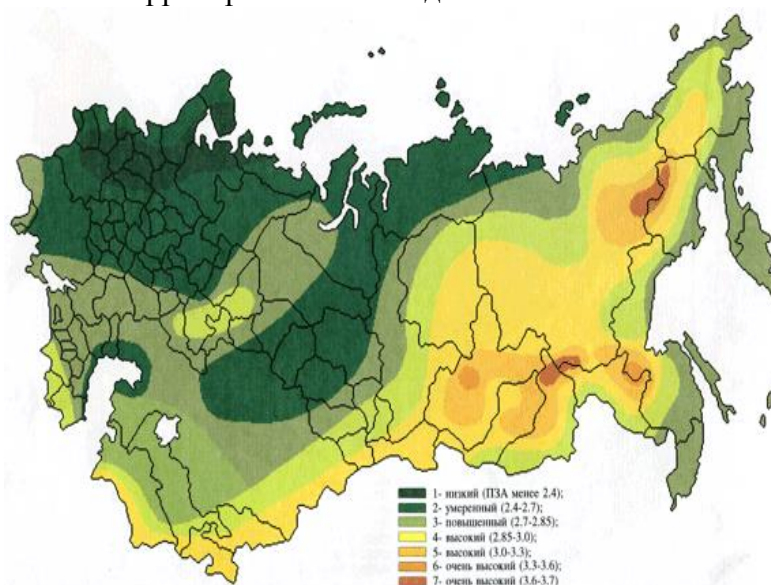 1- низкий (ПЗА менее 2.4);
2- умеренный (2.4-2.7);
3- повышенный (2.7-2.85);
4- высокий (2.85-3.0);
5- высокий (3.0-3.3);
6- очень высокий (3.3-3.6);
7- очень высокий (3.6-3.7)